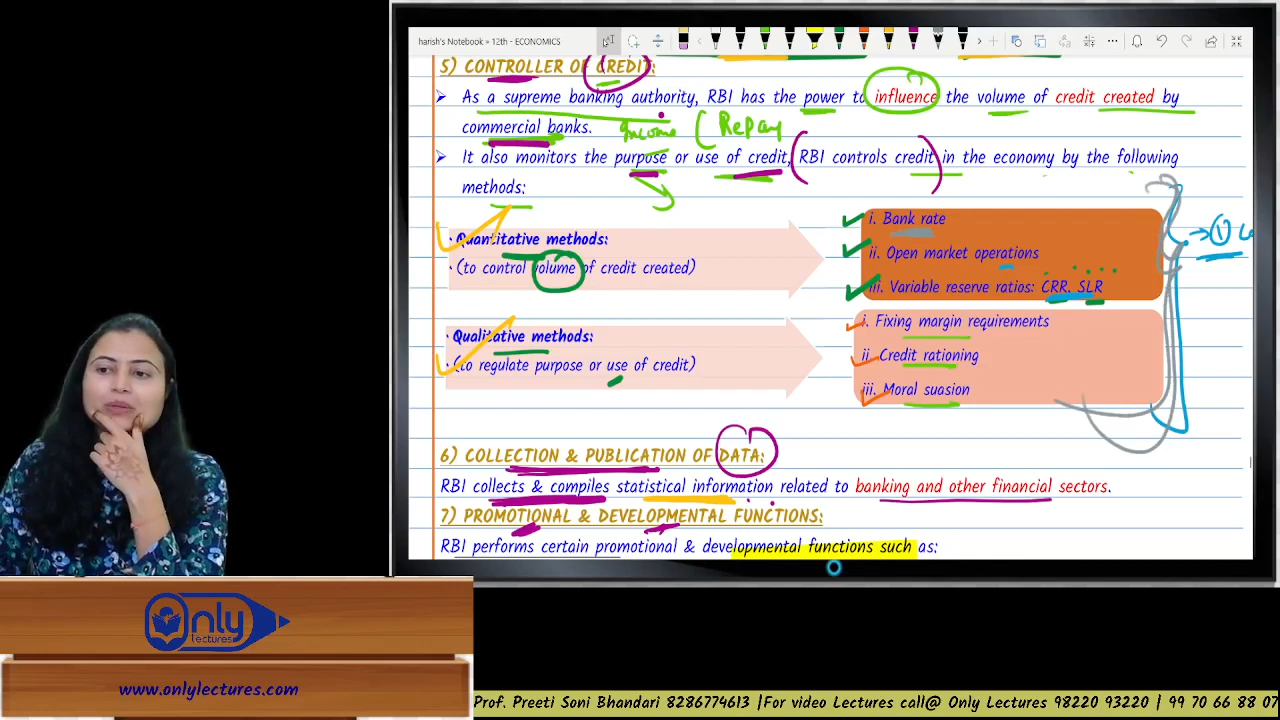 harish's Notebook » 12th - ECONOMICS
5) CONTROLLER OF CREDIT:
As a supreme banking authority, RBI has the power to influence the volume of credit created by
commercial banks.
Income (Repay
It also monitors the purpose or use of credit, RBI controls credit in the economy by the following
methods:
Quantitative methods:
(to control volume of credit created)
i. Bank rate
ii. Open market operations
iii. Variable reserve ratios: CRR, SLR
Qualitative methods:
(to regulate purpose or use of credit)
i. Fixing margin requirements
ii. Credit rationing
iii. Moral suasion
6) COLLECTION & PUBLICATION OF DATA:
RBI collects & compiles statistical information related to banking and other financial sectors.
7) PROMOTIONAL & DEVELOPMENTAL FUNCTIONS:
RBI performs certain promotional & developmental functions such as:
Only
lectures
www.onlylectures.com
Prof. Preeti Soni Bhandari 8286774613 |For video Lectures call@ Only Lectures 98220 93220 | 99 70 66 88 07